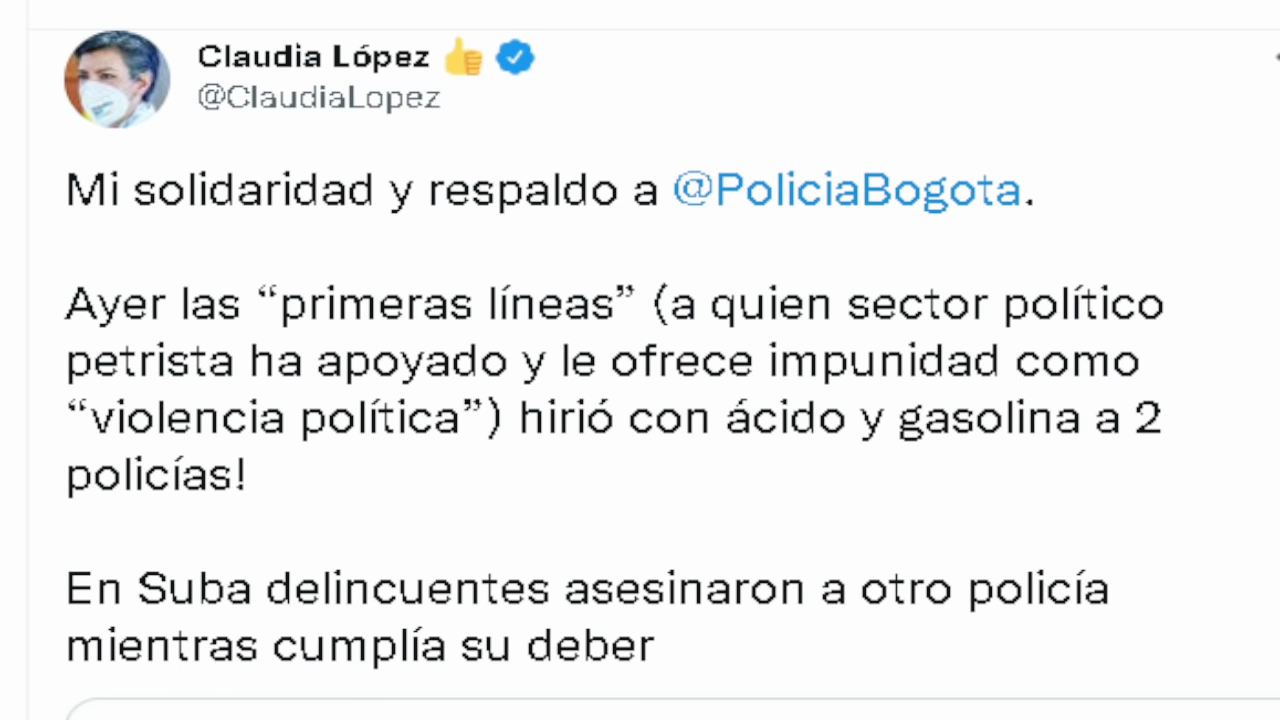 Claudia López 👍
@ClaudiaLopez
Mi solidaridad y respaldo a @PoliciaBogota.
Ayer las “primeras líneas” (a quien sector político
petrista ha apoyado y le ofrece impunidad como
“violencia política”) hirió con ácido y gasolina a 2
policías!
En Suba delincuentes asesinaron a otro policía
mientras cumplía su deber